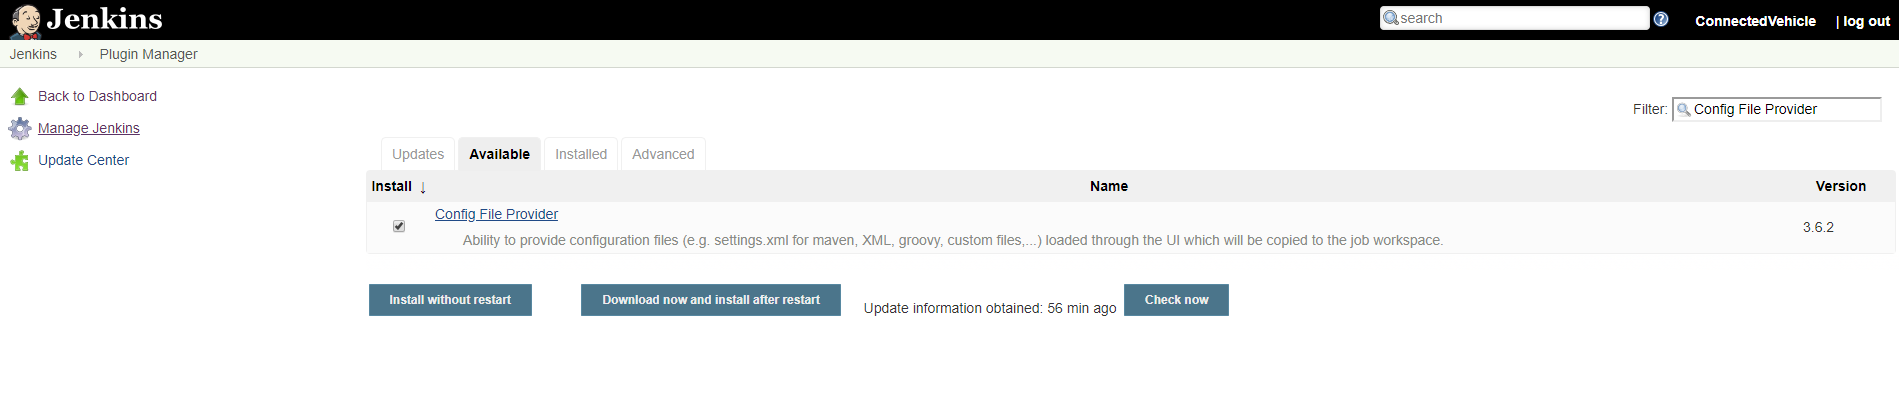 Jenkins
search
ConnectedVehicle | log out
Jenkins Plugin Manager
Back to Dashboard
Manage Jenkins
Update Center
Filter: Config File Provider
Updates Available Installed Advanced
Install ↓ Name Version
Config File Provider
Ability to provide configuration files (e.g. settings.xml for maven, XML, groovy, custom files,...) loaded through the UI which will be copied to the job workspace.
3.6.2
Install without restart Download now and install after restart Update information obtained: 56 min ago Check now